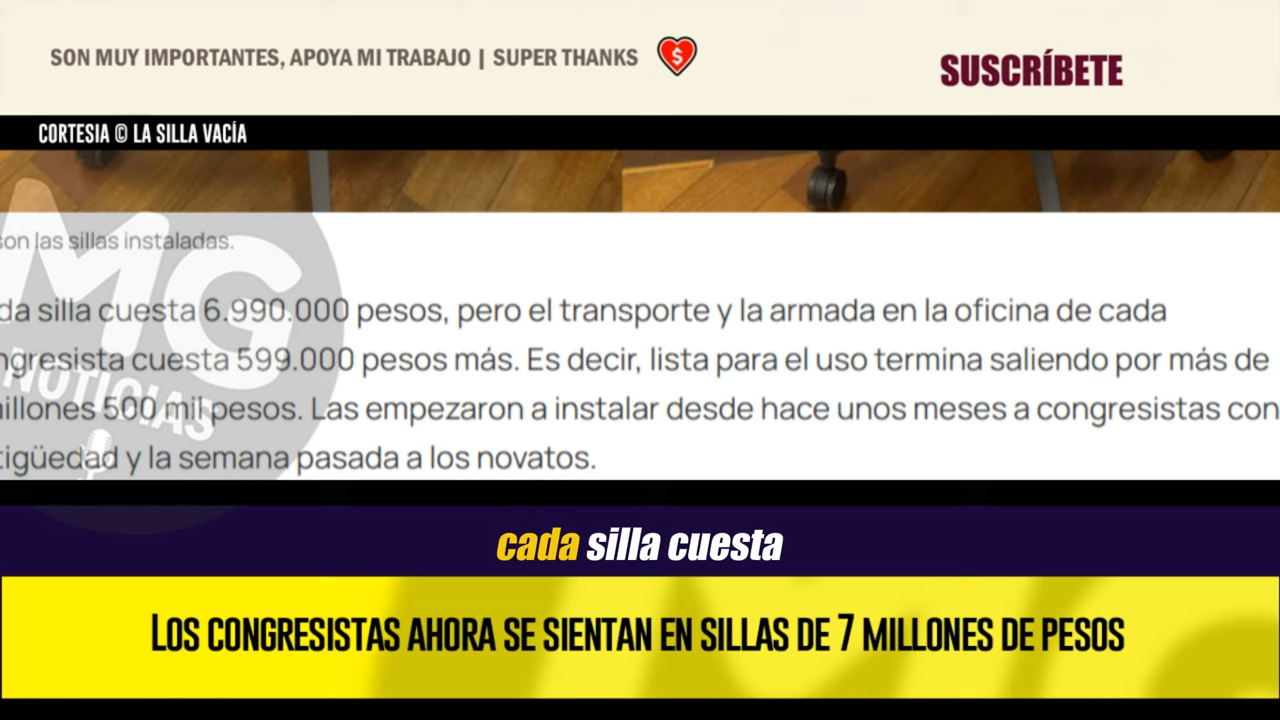 SON MUY IMPORTANTES, APOYA MI TRABAJO | SUPER THANKS
SUSCRÍBETE
CORTESIA © LA SILLA VACÍA
son las sillas instaladas.
da silla cuesta 6.990.000 pesos, pero el transporte y la armada en la oficina de cada
ngresista cuesta 599.000 pesos más. Es decir, lista para el uso termina saliendo por más de
illones 500 mil pesos. Las empezaron a instalar desde hace unos meses a congresistas con
tigüedad y la semana pasada a los novatos.
MG
NOTICIAS
cada silla cuesta
LOS CONGRESISTAS AHORA SE SIENTAN EN SILLAS DE 7 MILLONES DE PESOS